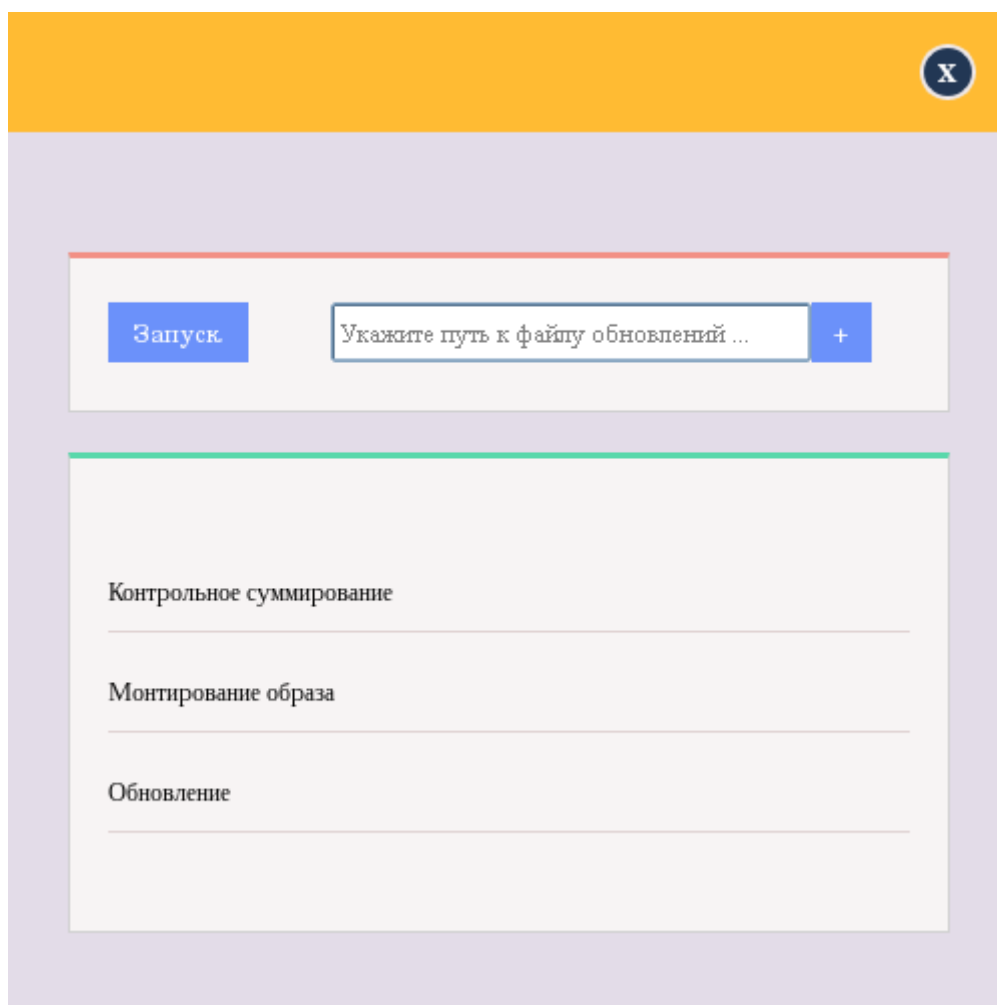 x
Запуск
Укажите путь к файлу обновлений ...
+
Контрольное суммирование
Монтирование образа
Обновление